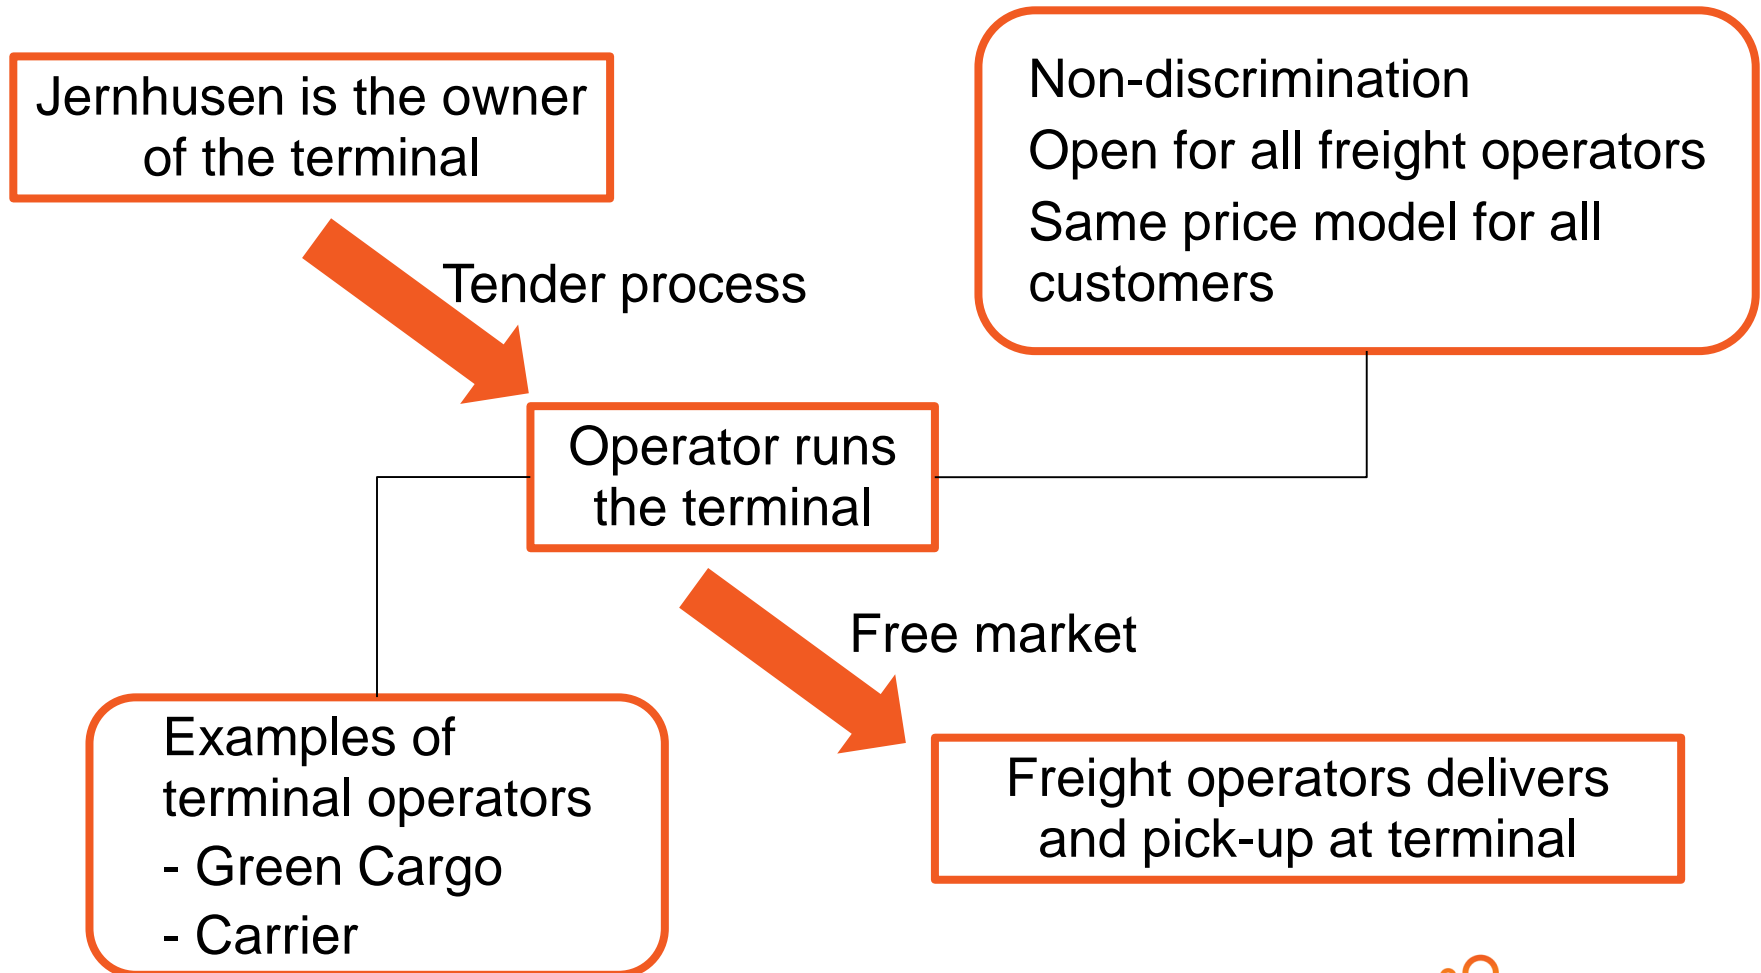 Jernhusen is the owner
of the terminal
Non-discrimination
Open for all freight operators
Same price model for all
customers
Tender process
Operator runs
the terminal
Free market
Examples of
terminal operators
- Green Cargo
- Carrier
Freight operators delivers
and pick-up at terminal